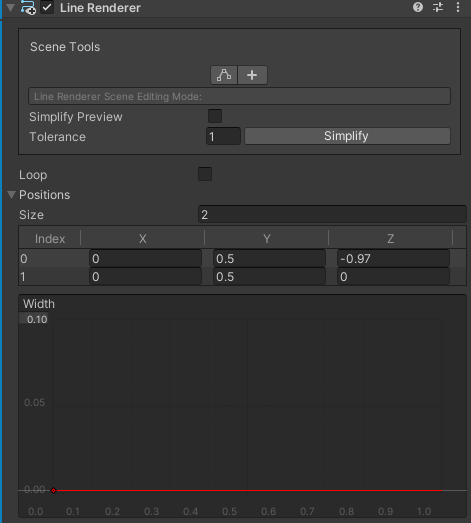 Line Renderer
Scene Tools
Line Renderer Scene Editing Mode:
Simplify Preview
Tolerance 1 Simplify
Loop
Positions
Size 2
Index X Y Z
0 0 0.5 -0.97
1 0 0.5 0
Width
0.10
0.05
0.00
0.0 0.1 0.2 0.3 0.4 0.5 0.6 0.7 0.8 0.9 1.0